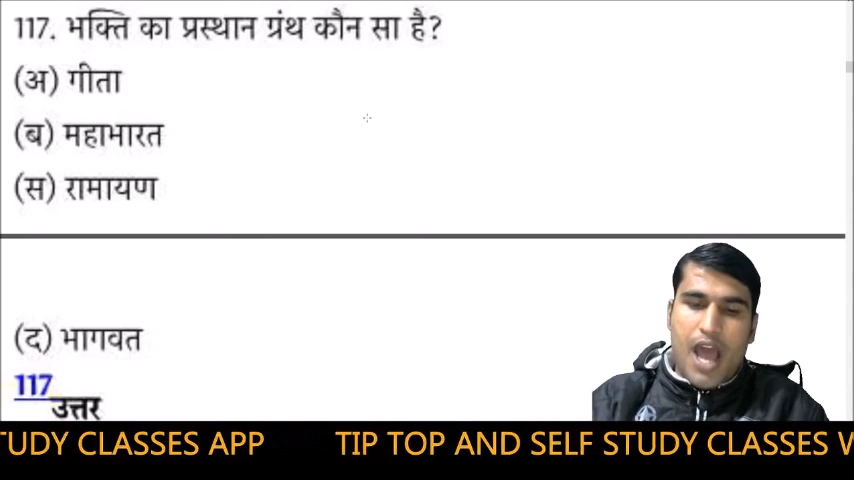 117. भक्ति का प्रस्थान ग्रंथ कौन सा है?
(अ) गीता
(ब) महाभारत
(स) रामायण
(द) भागवत
117
उत्तर
TUDY CLASSES APP TIP TOP AND SELF STUDY CLASSES W